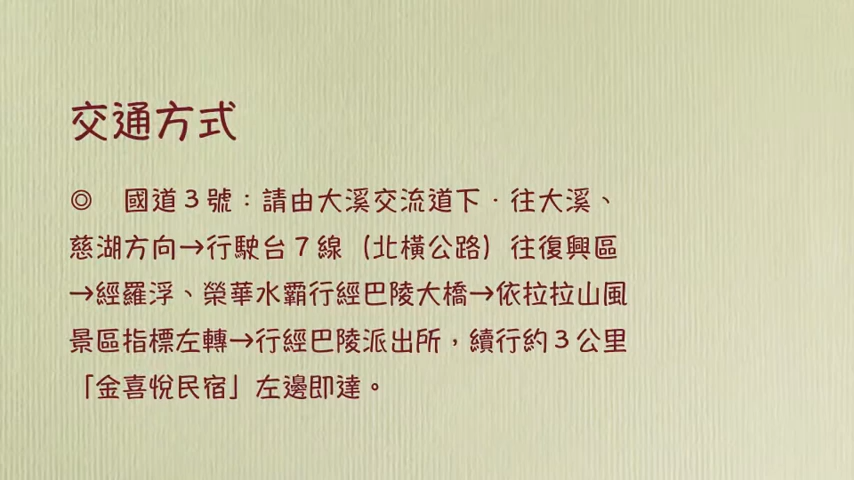 交通方式
◎　國道３號：請由大溪交流道下．往大溪、
慈湖方向→行駛台７線（北橫公路）往復興區
→經羅浮、榮華水霸行經巴陵大橋→依拉拉山風
景區指標左轉→行經巴陵派出所，續行約３公里
「金喜悅民宿」左邊即達。